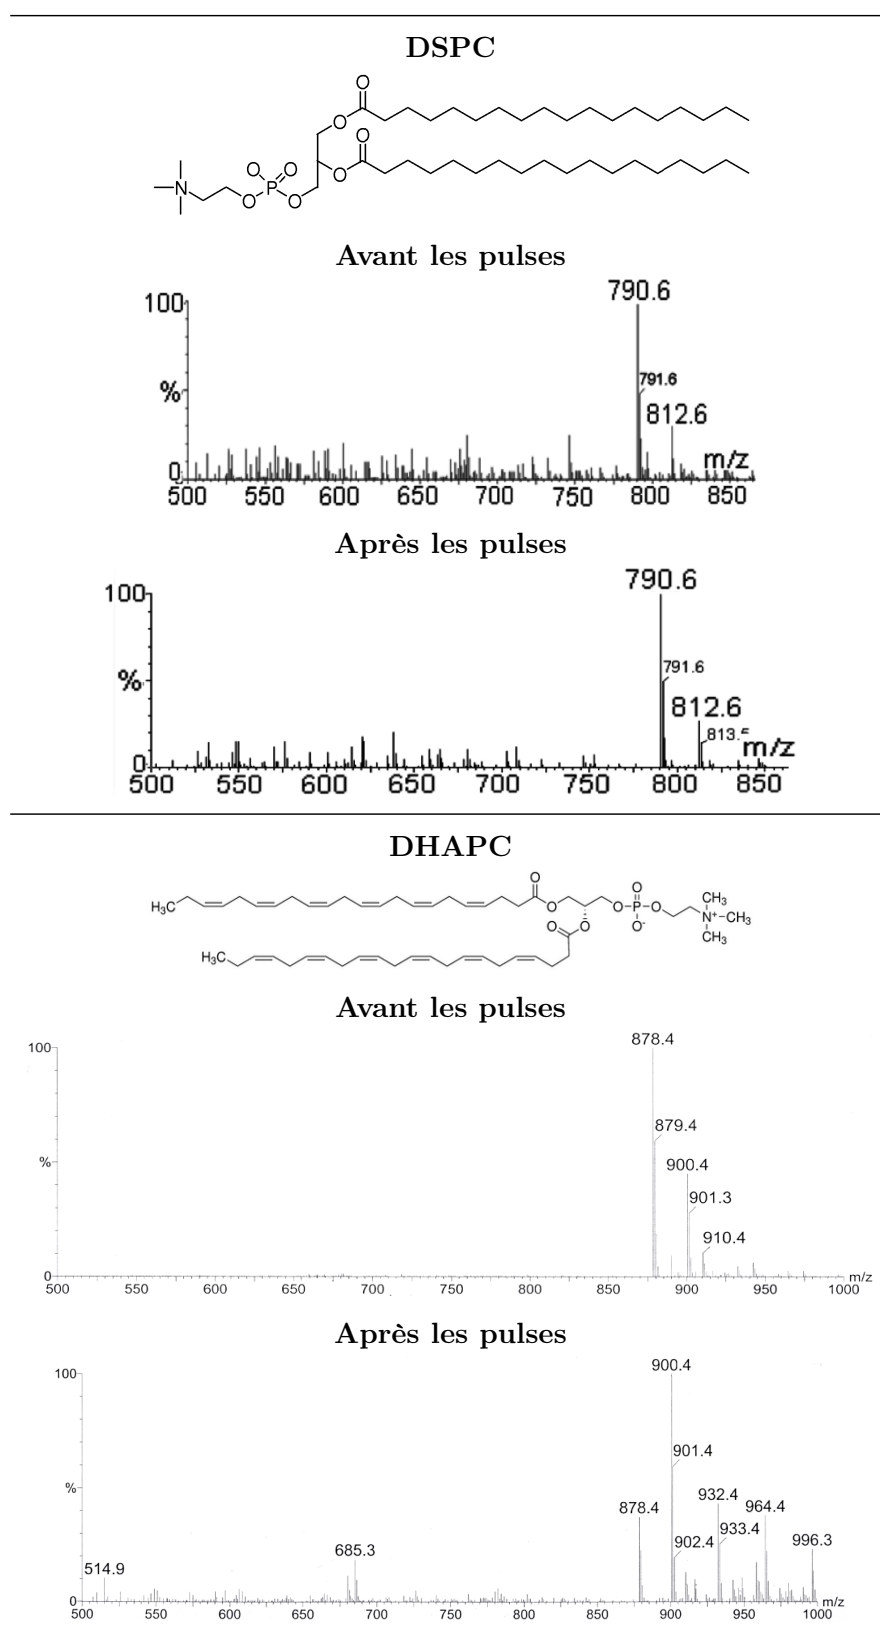 DSPC
O
O
O
O
O O
N P O
O O
Avant les pulses
790.6
100
791.6
%
812.6
m/z
0
500 550 600 650 700 750 800 850
Après les pulses
790.6
100
791.6
%
812.6
m/z
0
500 550 600 650 700 750 800 850
DHAPC
O
O
H₃C O O P O CH₃
O⁻ N⁺ CH₃
O O CH₃
H₃C
Avant les pulses
878.4
100
879.4
%
900.4
901.3
910.4
0
500 550 600 650 700 750 800 850 900 950 1000 m/z
Après les pulses
900.4
100
901.4
%
932.4
878.4 964.4
933.4
902.4 996.3
685.3
514.9
0
500 550 600 650 700 750 800 850 900 950 1000 m/z